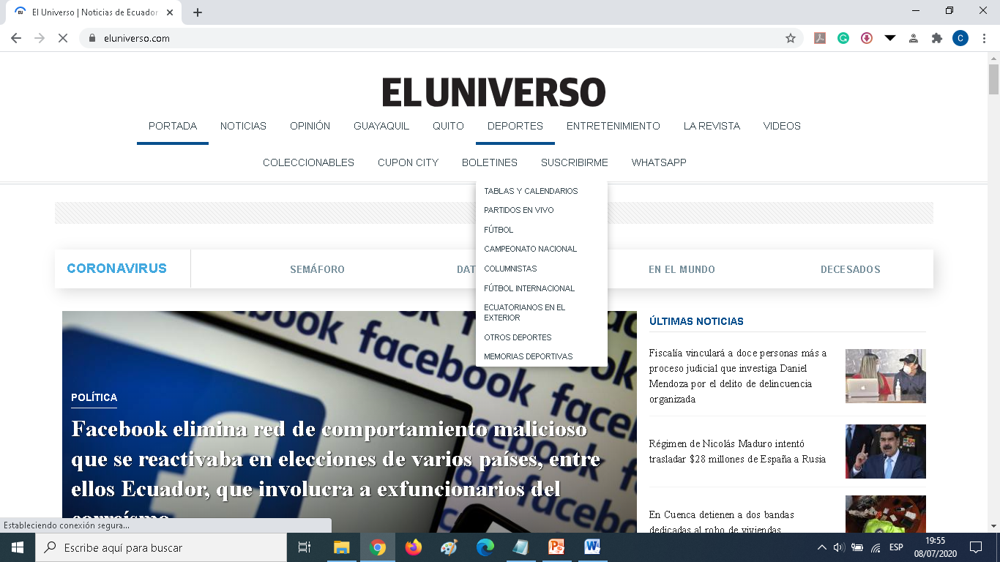 El Universo | Noticias de Ecuador
eluniverso.com
C
EL UNIVERSO
PORTADA NOTICIAS OPINIÓN GUAYAQUIL QUITO DEPORTES ENTRETENIMIENTO LA REVISTA VIDEOS
COLECCIONABLES CUPON CITY BOLETINES SUSCRIBIRME WHATSAPP
TABLAS Y CALENDARIOS
PARTIDOS EN VIVO
FÚTBOL
CAMPEONATO NACIONAL
COLUMNISTAS
FÚTBOL INTERNACIONAL
ECUATORIANOS EN EL
EXTERIOR
OTROS DEPORTES
MEMORIAS DEPORTIVAS
CORONAVIRUS SEMÁFORO EN EL MUNDO DECESADOS
facebook
POLÍTICA
Facebook elimina red de comportamiento malicioso
que se reactivaba en elecciones de varios países, entre
ellos Ecuador, que involucra a exfuncionarios del
correísmo
ÚLTIMAS NOTICIAS
Fiscalía vinculará a doce personas más a
proceso judicial que investiga Daniel
Mendoza por el delito de delincuencia
organizada
Régimen de Nicolás Maduro intentó
trasladar $28 millones de España a Rusia
En Cuenca detienen a dos bandas
dedicadas al robo de viviendas
Estableciendo conexión segura...
Escribe aquí para buscar
ESP
19:55
08/07/2020